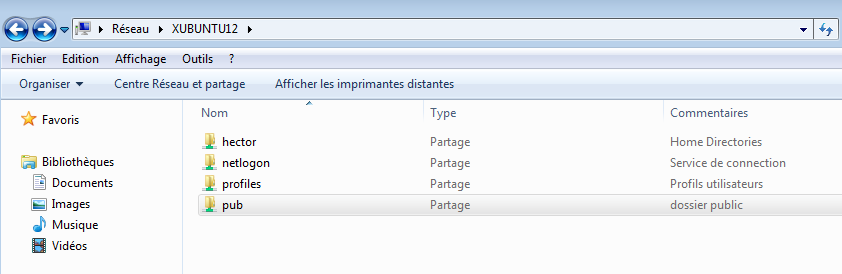 Réseau XUBUNTU12
Fichier Edition Affichage Outils ?
Organiser Centre Réseau et partage Afficher les imprimantes distantes
Nom Type Commentaires
Favoris
hector Partage Home Directories
Bibliothèques netlogon Partage Service de connection
Documents profiles Partage Profils utilisateurs
Images pub Partage dossier public
Musique
Vidéos